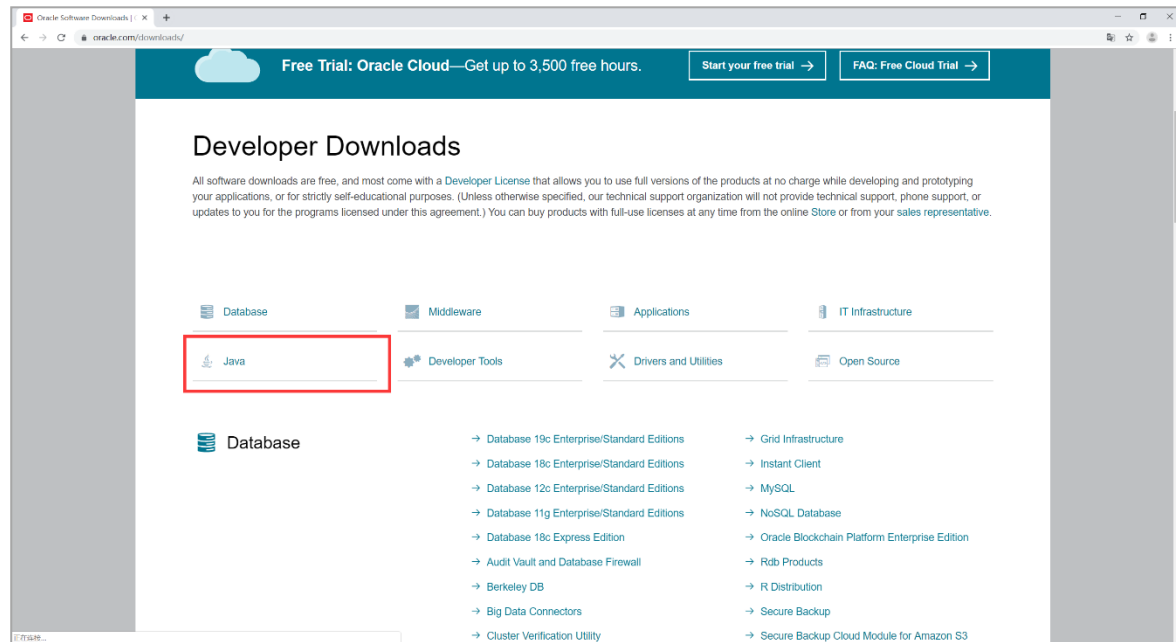 Oracle Software Downloads |
oracle.com/downloads/
Free Trial: Oracle Cloud—Get up to 3,500 free hours.
Start your free trial →
FAQ: Free Cloud Trial →
Developer Downloads
All software downloads are free, and most come with a Developer License that allows you to use full versions of the products at no charge while developing and prototyping
your applications, or for strictly self-educational purposes. (Unless otherwise specified, our technical support organization will not provide technical support, phone support, or
updates to you for the programs licensed under this agreement.) You can buy products with full-use licenses at any time from the online Store or from your sales representative.
Database
Middleware
Applications
IT Infrastructure
Java
Developer Tools
Drivers and Utilities
Open Source
Database
→ Database 19c Enterprise/Standard Editions
→ Database 18c Enterprise/Standard Editions
→ Database 12c Enterprise/Standard Editions
→ Database 11g Enterprise/Standard Editions
→ Database 18c Express Edition
→ Audit Vault and Database Firewall
→ Berkeley DB
→ Big Data Connectors
→ Cluster Verification Utility
→ Grid Infrastructure
→ Instant Client
→ MySQL
→ NoSQL Database
→ Oracle Blockchain Platform Enterprise Edition
→ Rdb Products
→ R Distribution
→ Secure Backup
→ Secure Backup Cloud Module for Amazon S3